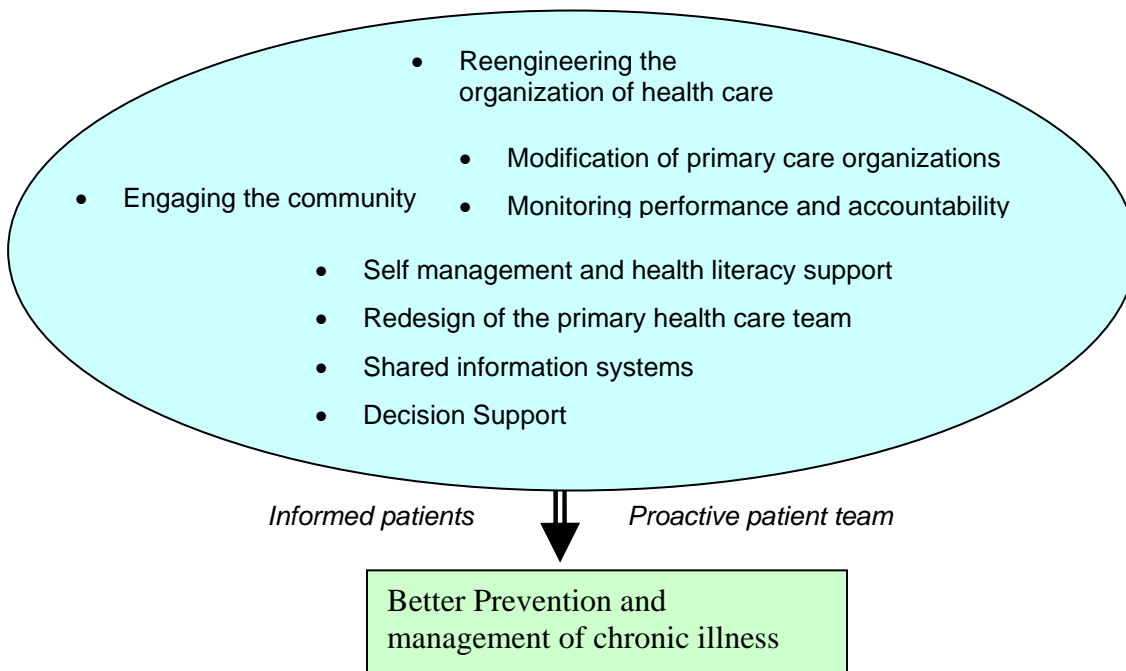 • Reengineering the
organization of health care
• Modification of primary care organizations
• Engaging the community
• Monitoring performance and accountability
• Self management and health literacy support
• Redesign of the primary health care team
• Shared information systems
• Decision Support
Informed patients
Proactive patient team
Better Prevention and
management of chronic illness